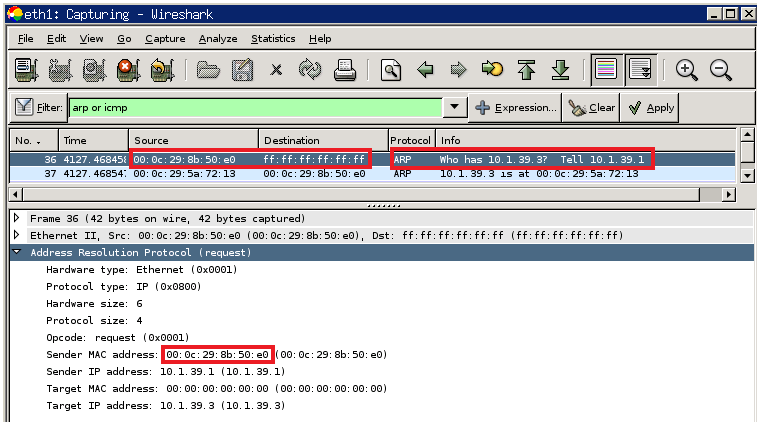 eth1: Capturing - Wireshark
File Edit View Go Capture Analyze Statistics Help
Filter: arp or icmp Expression... Clear Apply
No. Time Source Destination Protocol Info
36 4127.468450 00:0c:29:8b:50:e0 ff:ff:ff:ff:ff:ff ARP Who has 10.1.39.3? Tell 10.1.39.1
37 4127.468547 00:0c:29:5a:72:13 00:0c:29:8b:50:e0 ARP 10.1.39.3 is at 00:0c:29:5a:72:13
Frame 36 (42 bytes on wire, 42 bytes captured)
Ethernet II, Src: 00:0c:29:8b:50:e0 (00:0c:29:8b:50:e0), Dst: ff:ff:ff:ff:ff:ff (ff:ff:ff:ff:ff:ff)
Address Resolution Protocol (request)
Hardware type: Ethernet (0x0001)
Protocol type: IP (0x0800)
Hardware size: 6
Protocol size: 4
Opcode: request (0x0001)
Sender MAC address: 00:0c:29:8b:50:e0 (00:0c:29:8b:50:e0)
Sender IP address: 10.1.39.1 (10.1.39.1)
Target MAC address: 00:00:00:00:00:00 (00:00:00:00:00:00)
Target IP address: 10.1.39.3 (10.1.39.3)